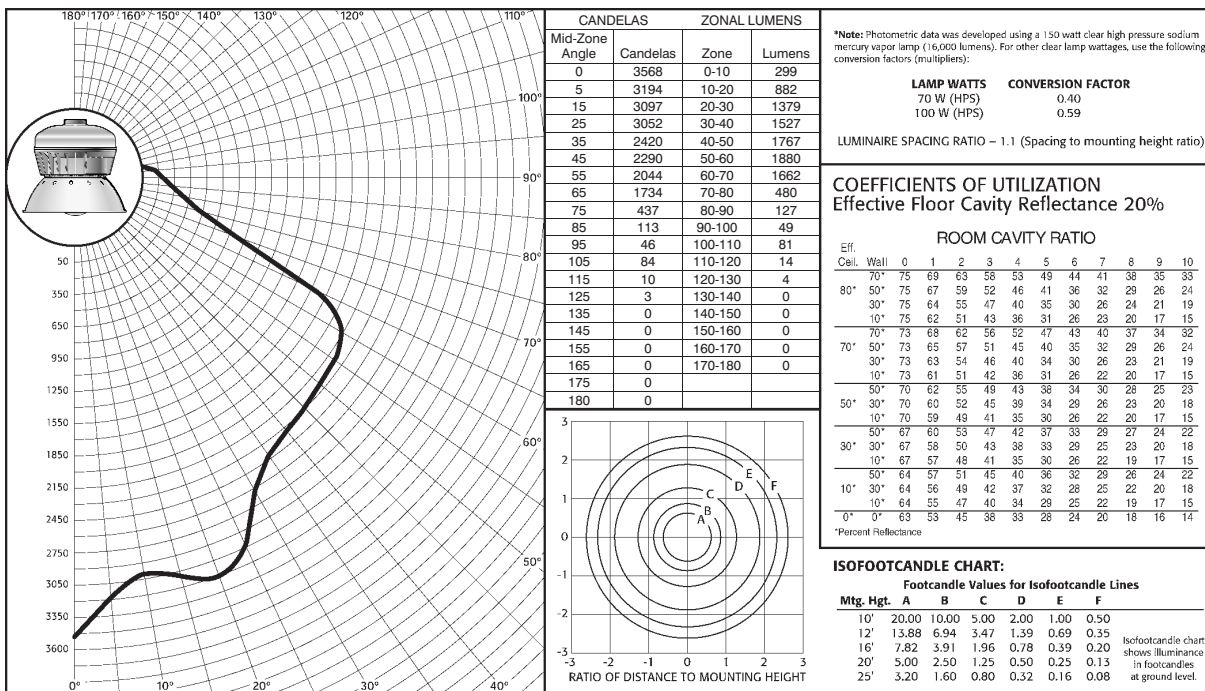 180° 170° 160° 150° 140° 130° 120° 110°
100°
90°
80°
70°
60°
50°
50
350
650
950
1250
1550
1850
2150
2450
2750
3050
3350
3600
0° 10° 20° 30° 40°
CANDELAS ZONAL LUMENS
Mid-Zone Angle Candelas Zone Lumens
0 3568 0-10 299
5 3194 10-20 882
15 3097 20-30 1379
25 3052 30-40 1527
35 2420 40-50 1767
45 2290 50-60 1880
55 2044 60-70 1662
65 1734 70-80 480
75 437 80-90 127
85 113 90-100 49
95 46 100-110 81
105 84 110-120 14
115 10 120-130 4
125 3 130-140 0
135 0 140-150 0
145 0 150-160 0
155 0 160-170 0
165 0 170-180 0
175 0
180 0
3
2
1
0
-1
-2
-3
A
B
C
D
E
F
-3 -2 -1 0 1 2 3
RATIO OF DISTANCE TO MOUNTING HEIGHT
*Note: Photometric data was developed using a 150 watt clear high pressure sodium
mercury vapor lamp (16,000 lumens). For other clear lamp wattages, use the following
conversion factors (multipliers):
LAMP WATTS CONVERSION FACTOR
70 W (HPS) 0.40
100 W (HPS) 0.59
LUMINAIRE SPACING RATIO – 1.1 (Spacing to mounting height ratio)
COEFFICIENTS OF UTILIZATION
Effective Floor Cavity Reflectance 20%
ROOM CAVITY RATIO
Eff.
Ceil. Wall 0 1 2 3 4 5 6 7 8 9 10
70* 75 69 63 58 53 49 44 41 38 35 33
80* 50* 75 67 59 52 46 41 36 32 29 26 24
30* 75 64 55 47 40 35 30 26 24 21 19
10* 75 62 51 43 36 31 26 23 20 17 15
70* 73 68 62 56 52 47 43 40 37 34 32
70* 50* 73 65 57 51 45 40 35 32 29 26 24
30* 73 63 54 46 40 34 30 26 23 21 19
10* 73 61 51 42 36 31 26 22 20 17 15
50* 70 62 55 49 43 38 34 30 28 25 23
50* 30* 70 60 52 45 39 34 29 26 23 20 18
10* 70 59 49 41 35 30 26 22 20 17 15
50* 67 60 53 47 42 37 33 29 27 24 22
30* 30* 67 58 50 43 38 33 29 25 23 20 18
10* 67 57 48 41 35 30 26 22 19 17 15
50* 64 57 51 45 40 36 32 29 26 24 22
10* 30* 64 56 49 42 37 32 28 25 22 20 18
10* 64 55 47 40 34 29 25 22 19 17 15
0* 0* 63 53 45 38 33 28 24 20 18 16 14
*Percent Reflectance
ISOFOOTCANDLE CHART:
Footcandle Values for Isofootcandle Lines
Mtg. Hgt. A B C D E F
10' 20.00 10.00 5.00 2.00 1.00 0.50
12' 13.88 6.94 3.47 1.39 0.69 0.35
16' 7.82 3.91 1.96 0.78 0.39 0.20
20' 5.00 2.50 1.25 0.50 0.25 0.13
25' 3.20 1.60 0.80 0.32 0.16 0.08
Isofootcandle chart
shows illuminance
in footcandles
at ground level.